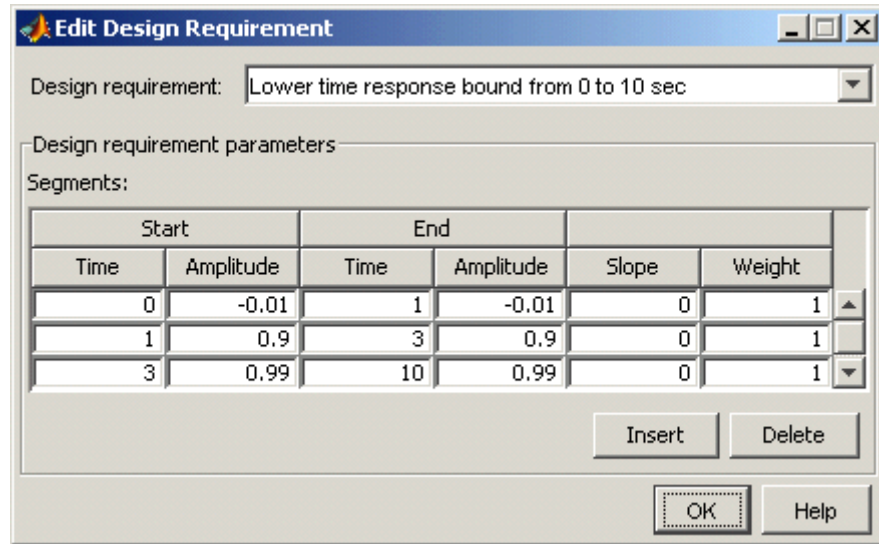 Edit Design Requirement
Design requirement: Lower time response bound from 0 to 10 sec
Design requirement parameters
Segments:
Start End
Time Amplitude Time Amplitude Slope Weight
0 -0.01 1 -0.01 0 1
1 0.9 3 0.9 0 1
3 0.99 10 0.99 0 1
Insert Delete
OK Help